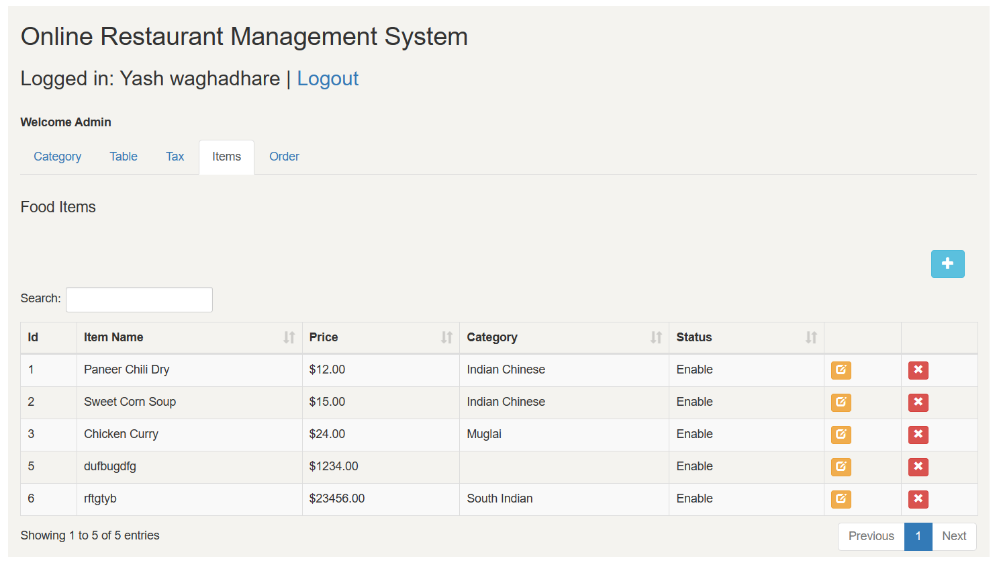 Online Restaurant Management System
Logged in: Yash waghadhare | Logout
Welcome Admin
Category Table Tax Items Order
Food Items
Search:
Id Item Name Price Category Status
1 Paneer Chili Dry $12.00 Indian Chinese Enable
2 Sweet Corn Soup $15.00 Indian Chinese Enable
3 Chicken Curry $24.00 Muglai Enable
5 dufbugdfg $1234.00 Enable
6 rftgtyb $23456.00 South Indian Enable
Showing 1 to 5 of 5 entries
Previous 1 Next